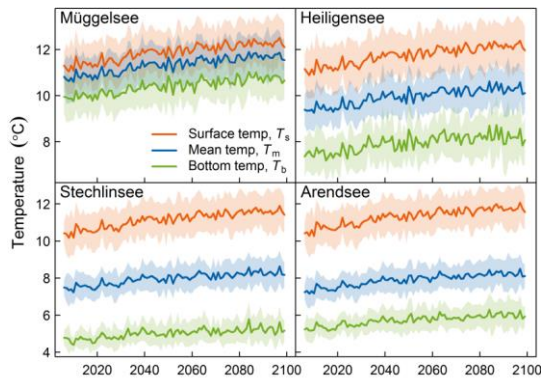 Müggelsee
Heiligensee
12
10
8
Surface temp, Ts
Mean temp, Tm
Bottom temp, Tb
Temperature (°C)
Stechlinsee
Arendsee
12
10
8
6
4
2020 2040 2060 2080 2100 2020 2040 2060 2080 2100